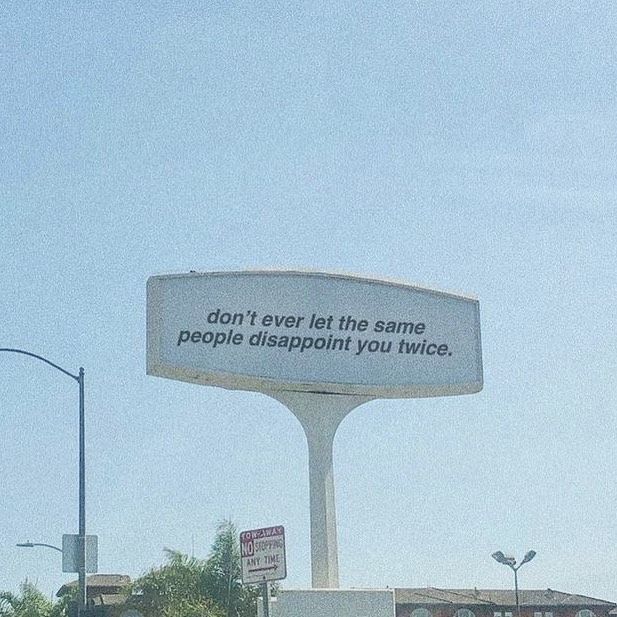 don't ever let the same
people disappoint you twice.
TOW-AWAY
NO STOPPING
ANY TIME